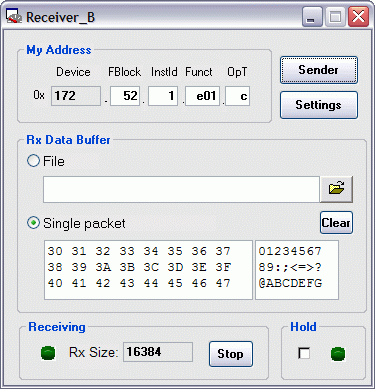 Receiver_B
My Address
Device FBlock InstId Funct OpT
0x 172 . 52 . 1 . e01 . c
Sender
Settings
Rx Data Buffer
File
Single packet
Clear
30 31 32 33 34 35 36 37 01234567
38 39 3A 3B 3C 3D 3E 3F 89:;<=>?
40 41 42 43 44 45 46 47 @ABCDEFG
Receiving
Rx Size: 16384 Stop
Hold